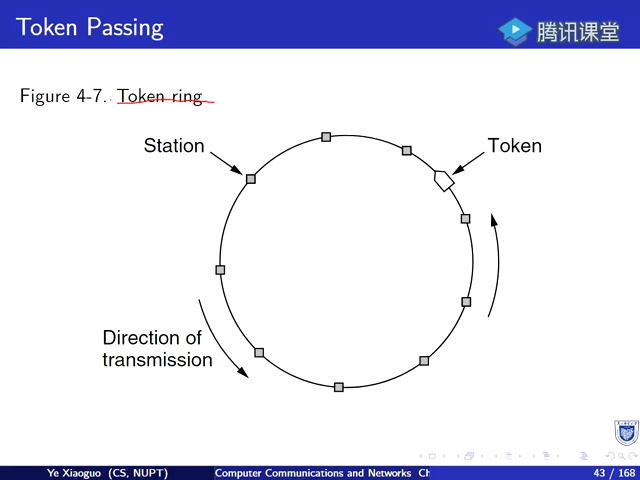 Token Passing
腾讯课堂
Figure 4-7. Token ring.
Station
Token
Direction of
transmission
Ye Xiaoguo (CS, NUPT)
Computer Communications and Networks Ch
43 / 168